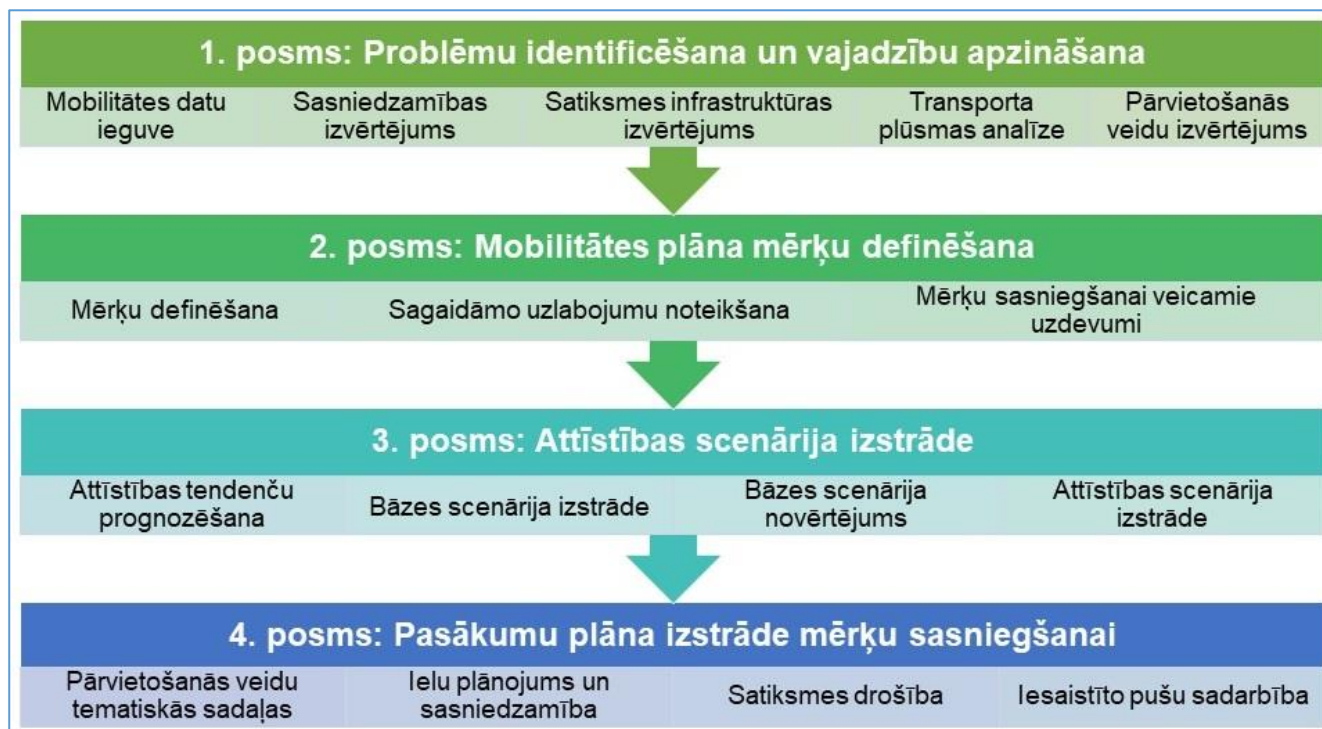 1. posms: Problēmu identificēšana un vajadzību apzināšana
Mobilitātes datu
ieguve
Sasniedzamības
izvērtējums
Satiksmes infrastruktūras
izvērtējums
Transporta
plūsmas analīze
Pārvietošanās
veidu izvērtējums
2. posms: Mobilitātes plāna mērķu definēšana
Mērķu definēšana
Sagaidāmo uzlabojumu noteikšana
Mērķu sasniegšanai veicamie
uzdevumi
3. posms: Attīstības scenārija izstrāde
Attīstības tendenču
prognozēšana
Bāzes scenārija izstrāde
Bāzes scenārija
novērtējums
Attīstības scenārija
izstrāde
4. posms: Pasākumu plāna izstrāde mērķu sasniegšanai
Pārvietošanās veidu
tematiskās sadaļas
Ielu plānojums un
sasniedzamība
Satiksmes drošība
Iesaistīto pušu sadarbība